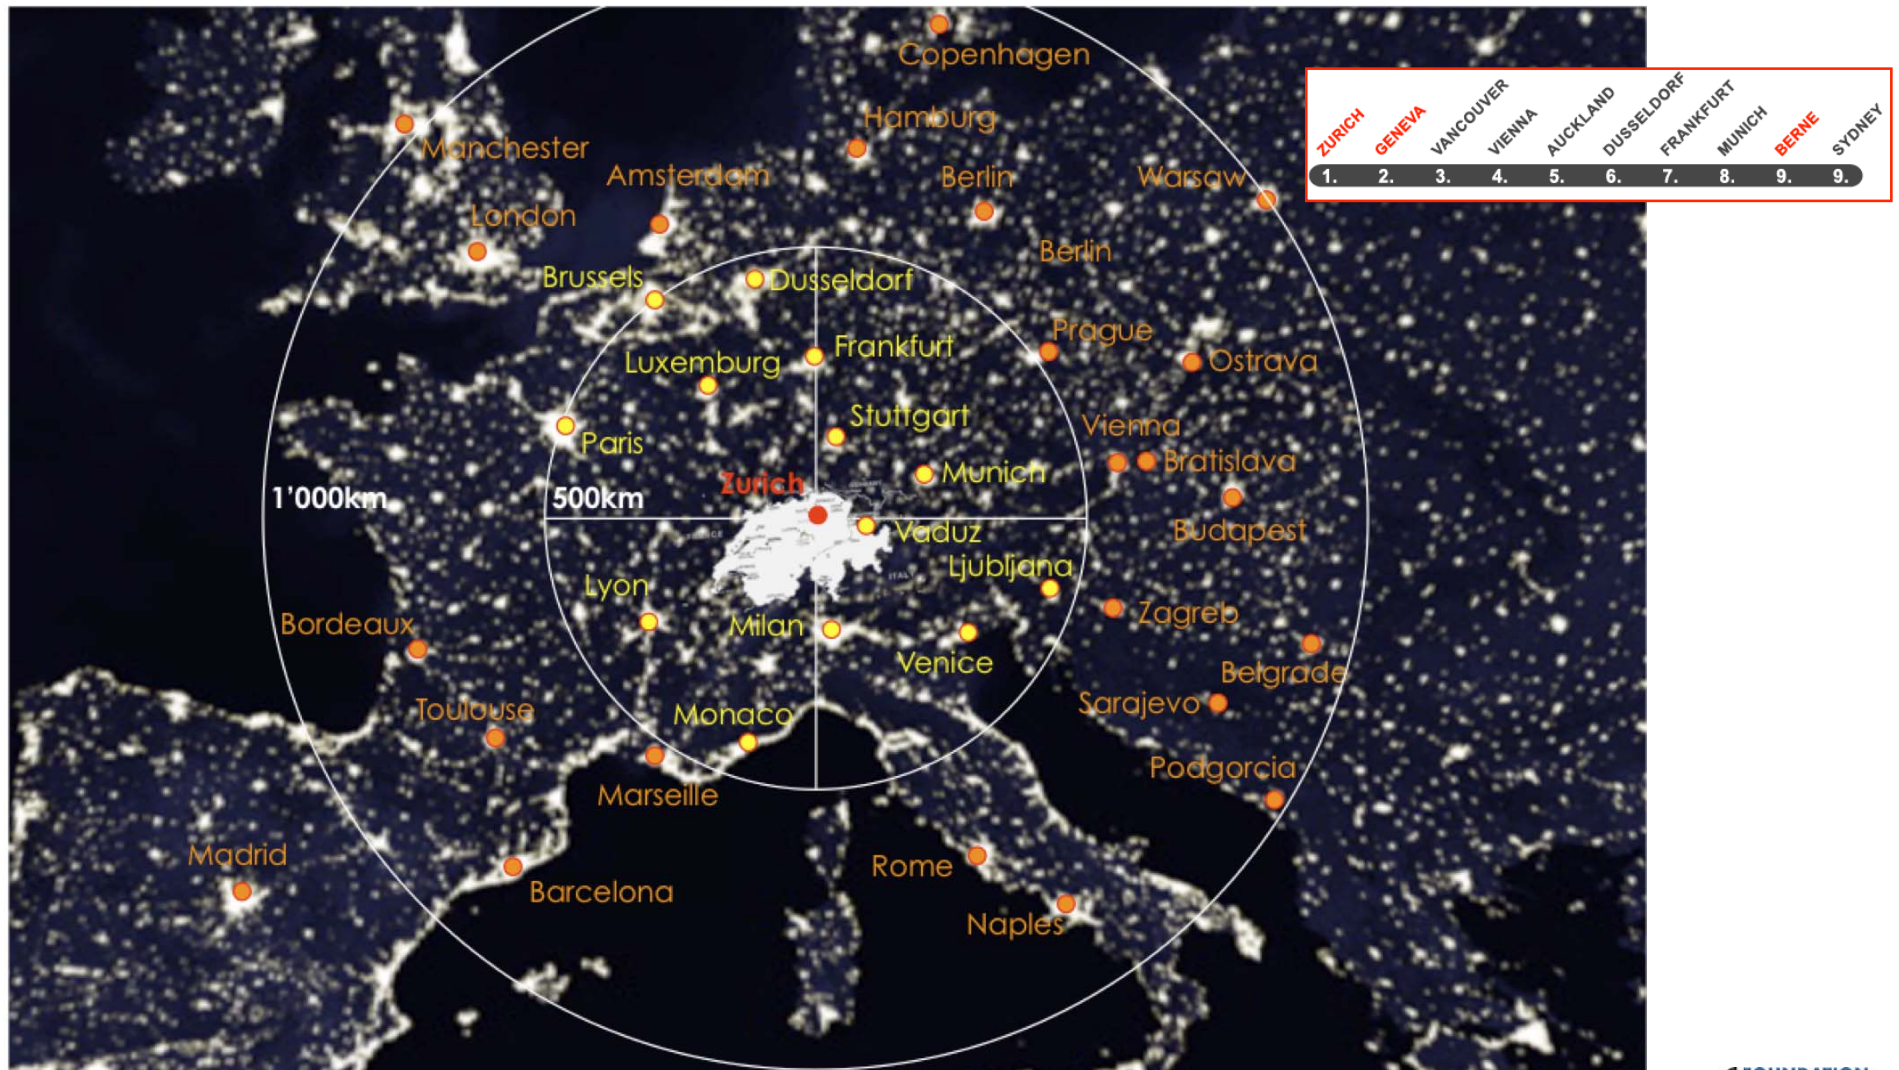 Copenhagen
Hamburg
Manchester
Amsterdam
Berlin
Warsaw
London
Berlin
Brussels
Dusseldorf
Prague
Frankfurt
Luxemburg
Ostrava
Stuttgart
Vienna
Paris
Bratislava
Munich
Zurich
1'000km
500km
Vaduz
Budapest
Ljubljana
ITALY
Lyon
Zagreb
Bordeaux
Milan
Venice
Belgrade
Sarajevo
Toulouse
Monaco
Podgorcia
Marseille
Madrid
Rome
Barcelona
Naples
ZURICH GENEVA VANCOUVER VIENNA AUCKLAND DUSSELDORF FRANKFURT MUNICH BERNE SYDNEY
1. 2. 3. 4. 5. 6. 7. 8. 9. 9.
FOUNDATION